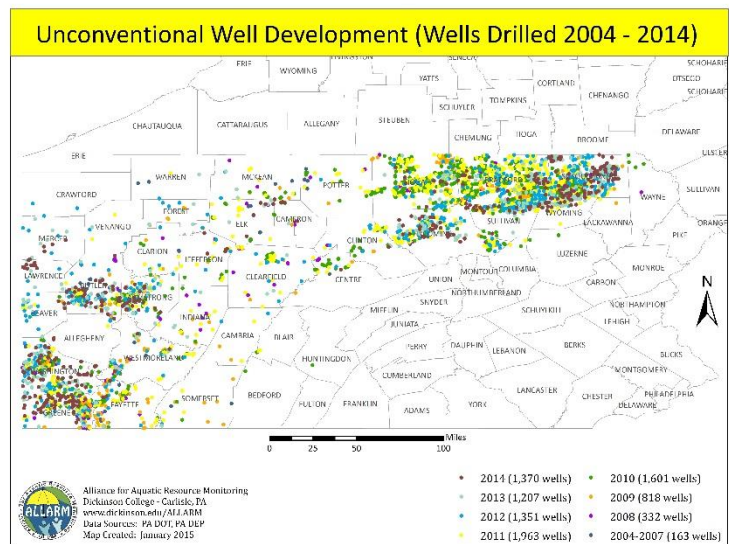 Unconventional Well Development (Wells Drilled 2004 - 2014)
ERIE
WYOMING
LIVINGSTON
SENECA
SCHOHARIE
YATES
CORTLAND
OTSEGO
TOMPKINS
CHENANGO
SCHOHARIE
SCHUYLER
CHAUTAUQUA
CATTARAUGUS
ALLEGANY
STEUBEN
CHEMUNG
TIOGA
BROOME
DELAWARE
ERIE
ULSTER
WARREN
MCKEAN
POTTER
CRAWFORD
WAYNE
SULLIVAN
FOREST
CAMERON
WYOMING
VENANGO
ELK
SULLIVAN
LACKAWANNA
ORANGE
MERCER
CLINTON
PIKE
CLARION
JEFFERSON
LUZERNE
LAWRENCE
CLEARFIELD
CENTRE
UNION
MONTOUR
COLUMBIA
MONROE
CARBON
BUTLER
SNYDER
NORTHUMBERLAND
NORTHAMPTON
BEAVER
INDIANA
MIFFLIN
SCHUYLKILL
LEHIGH
JUNIATA
ALLEGHENY
CAMBRIA
BLAIR
PERRY
DAUPHIN
LEBANON
BERKS
BUCKS
WESTMORELAND
HUNTINGDON
MONTGOMERY
WASHINGTON
CUMBERLAND
LANCASTER
PHILADELPHIA
SOMERSET
BEDFORD
FULTON
FRANKLIN
ADAMS
YORK
CHESTER
DELAWARE
GREENE
FAYETTE
N
Miles
0 25 50 100
Alliance for Aquatic Resource Monitoring
Dickinson College - Carlisle, PA
www.dickinson.edu/ALLARM
Data Sources: PA DOT, PA DEP
Map Created: January 2015
ALLARM
2014 (1,370 wells)
2013 (1,207 wells)
2012 (1,351 wells)
2011 (1,963 wells)
2010 (1,601 wells)
2009 (818 wells)
2008 (332 wells)
2004-2007 (163 wells)